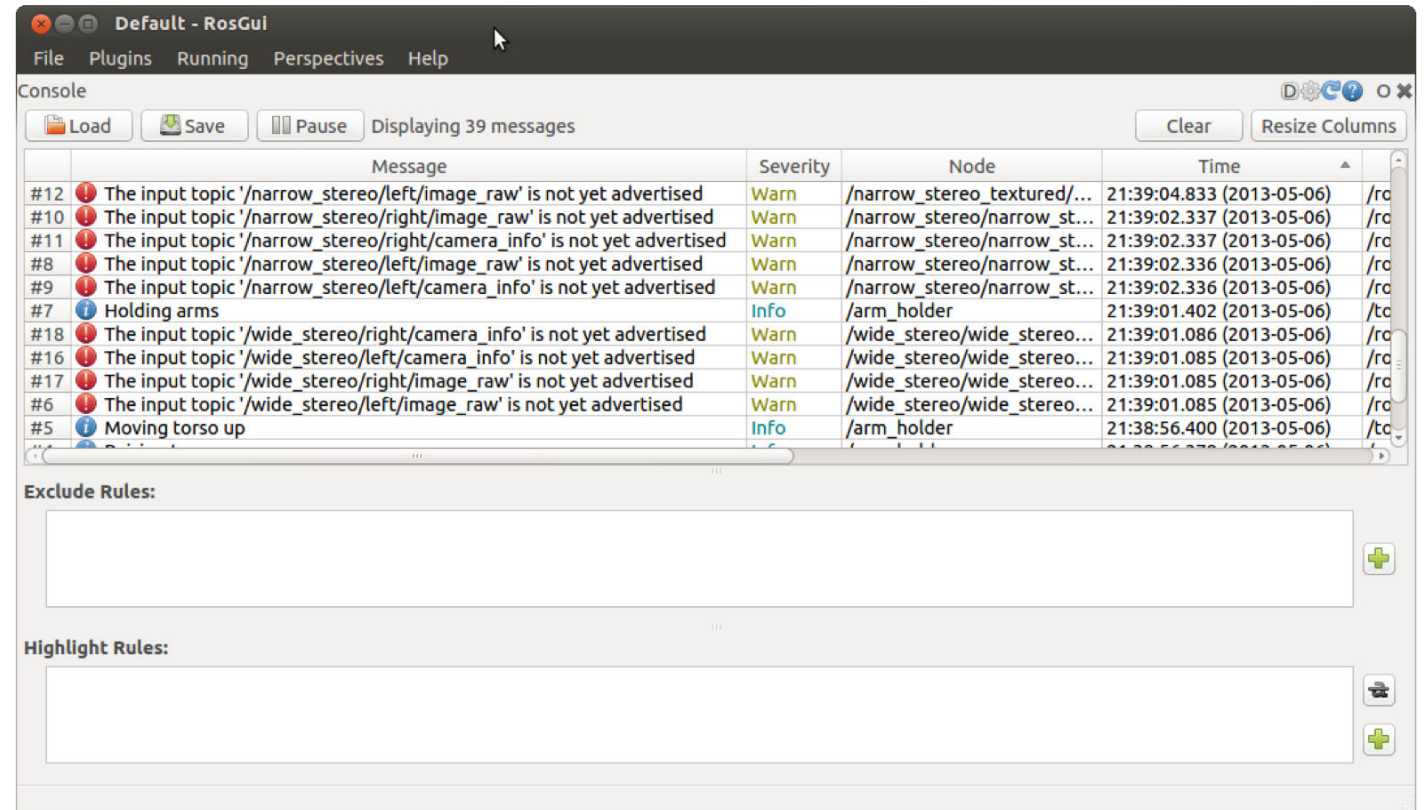 Default - RosGui
File Plugins Running Perspectives Help
Console D O
Load Save Pause Displaying 39 messages Clear Resize Columns
Message Severity Node Time
#12 The input topic '/narrow_stereo/left/image_raw' is not yet advertised Warn /narrow_stereo_textured/... 21:39:04.833 (2013-05-06) /ro
#10 The input topic '/narrow_stereo/right/image_raw' is not yet advertised Warn /narrow_stereo/narrow_st... 21:39:02.337 (2013-05-06) /ro
#11 The input topic '/narrow_stereo/right/camera_info' is not yet advertised Warn /narrow_stereo/narrow_st... 21:39:02.337 (2013-05-06) /ro
#8 The input topic '/narrow_stereo/left/image_raw' is not yet advertised Warn /narrow_stereo/narrow_st... 21:39:02.336 (2013-05-06) /ro
#9 The input topic '/narrow_stereo/left/camera_info' is not yet advertised Warn /narrow_stereo/narrow_st... 21:39:02.336 (2013-05-06) /ro
#7 Holding arms Info /arm_holder 21:39:01.402 (2013-05-06) /to
#18 The input topic '/wide_stereo/right/camera_info' is not yet advertised Warn /wide_stereo/wide_stereo... 21:39:01.086 (2013-05-06) /ro
#16 The input topic '/wide_stereo/left/camera_info' is not yet advertised Warn /wide_stereo/wide_stereo... 21:39:01.085 (2013-05-06) /ro
#17 The input topic '/wide_stereo/right/image_raw' is not yet advertised Warn /wide_stereo/wide_stereo... 21:39:01.085 (2013-05-06) /ro
#6 The input topic '/wide_stereo/left/image_raw' is not yet advertised Warn /wide_stereo/wide_stereo... 21:39:01.085 (2013-05-06) /ro
#5 Moving torso up Info /arm_holder 21:38:56.400 (2013-05-06) /to
Exclude Rules:
Highlight Rules: